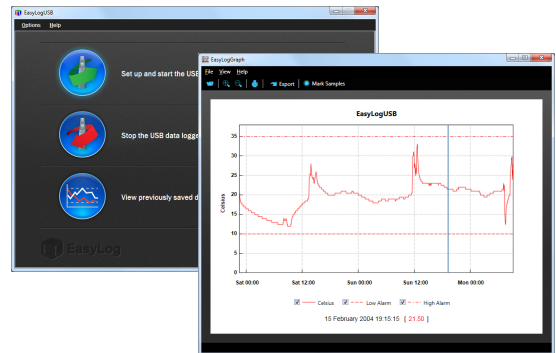 EasyLogUSB
Options Help
Set up and start the USB
Stop the USB data logge
View previously saved d
EasyLog
EasyLogGraph
File View Help
Export Mark Samples
EasyLogUSB
35
30
25
20
15
10
5
0
Celsius
Sat 00:00 Sat 12:00 Sun 00:00 Sun 12:00 Mon 00:00
Celsius Low Alarm High Alarm
15 February 2004 19:15:15 [ 21.50 ]